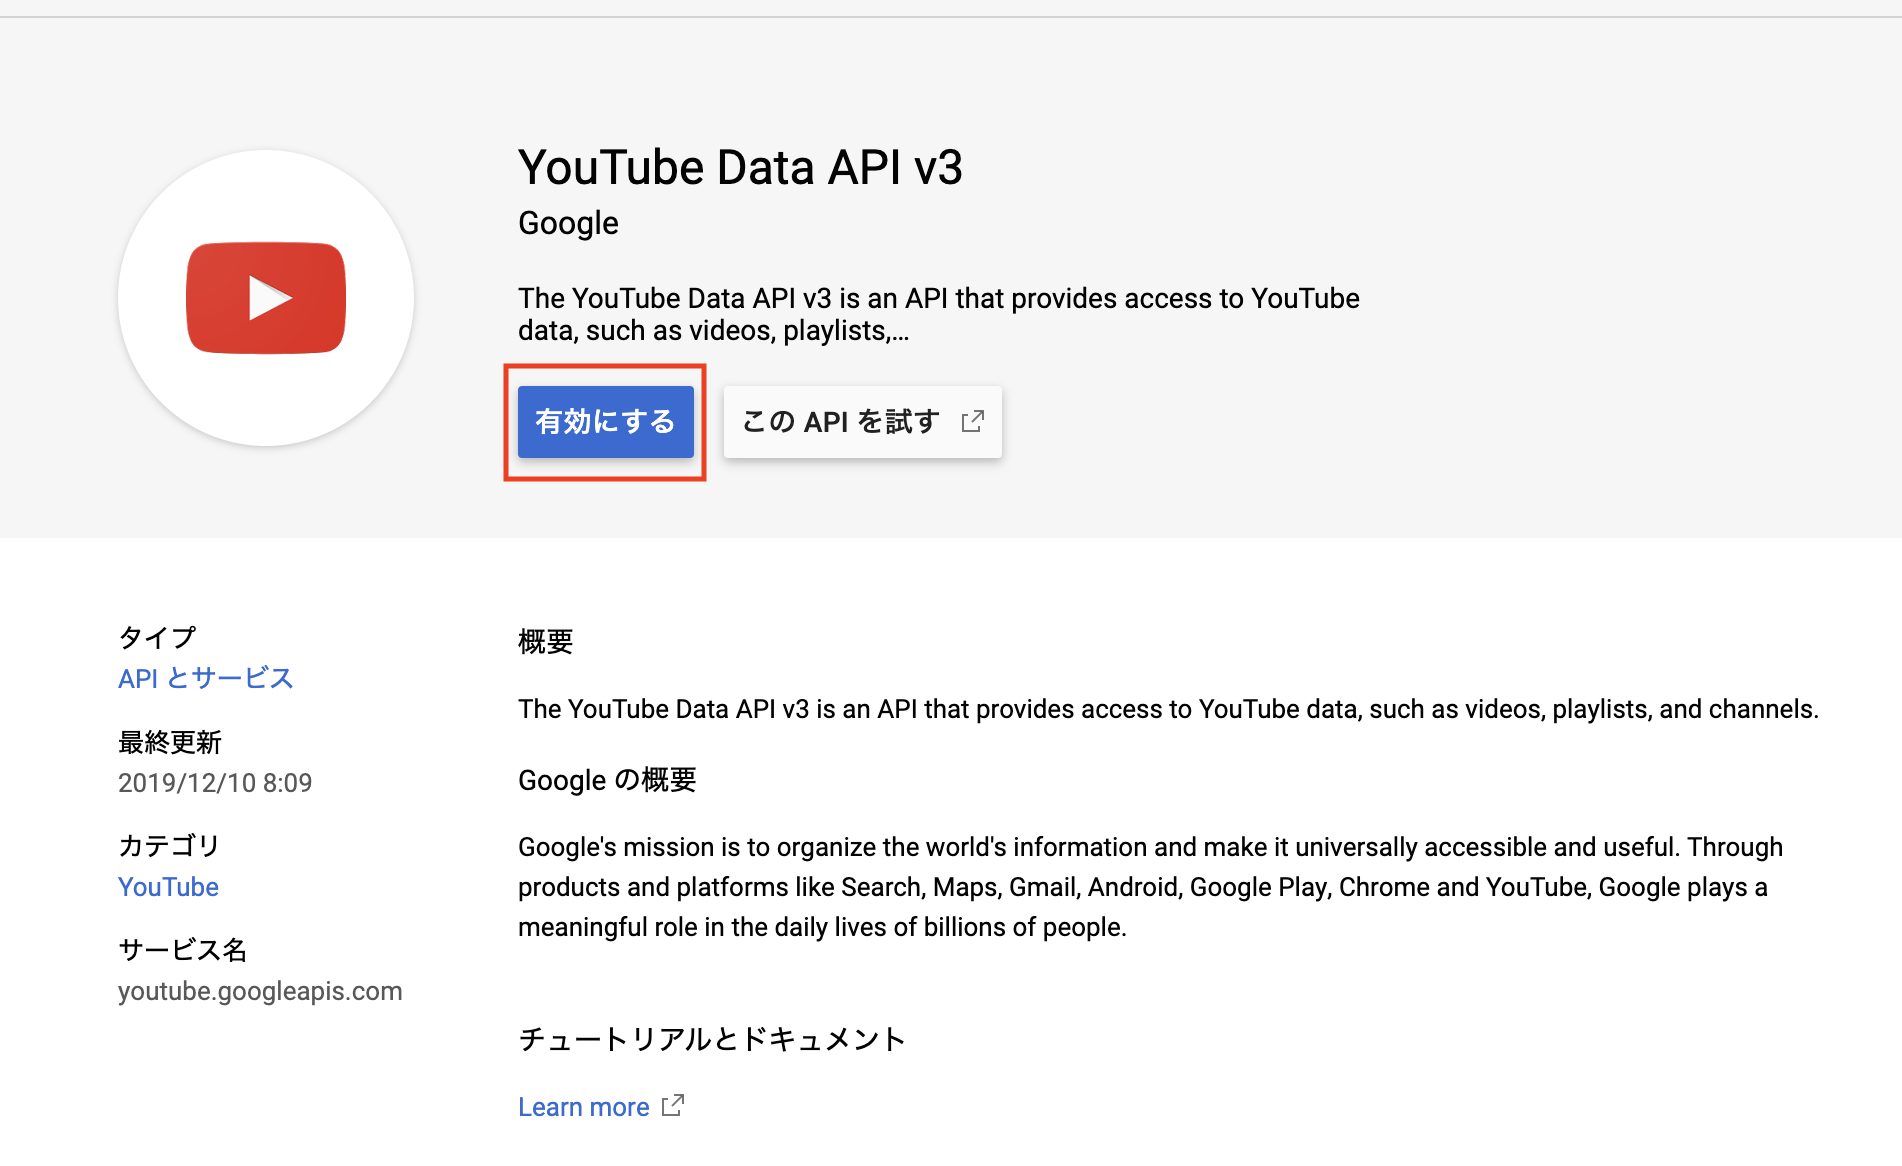 YouTube Data API v3
Google
The YouTube Data API v3 is an API that provides access to YouTube
data, such as videos, playlists,...
有効にする
この API を試す
タイプ
API とサービス
最終更新
2019/12/10 8:09
カテゴリ
YouTube
サービス名
youtube.googleapis.com
概要
The YouTube Data API v3 is an API that provides access to YouTube data, such as videos, playlists, and channels.
Google の概要
Google's mission is to organize the world's information and make it universally accessible and useful. Through
products and platforms like Search, Maps, Gmail, Android, Google Play, Chrome and YouTube, Google plays a
meaningful role in the daily lives of billions of people.
チュートリアルとドキュメント
Learn more